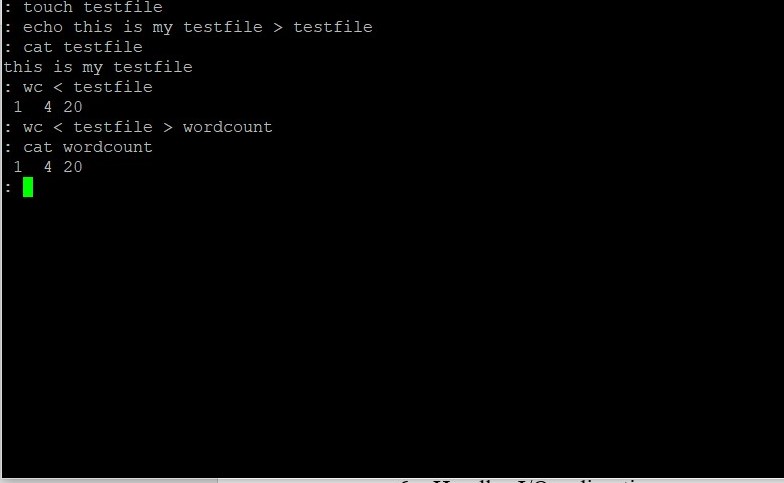 : touch testfile
: echo this is my testfile > testfile
: cat testfile
this is my testfile
: wc < testfile
 1  4 20
: wc < testfile > wordcount
: cat wordcount
 1  4 20
: